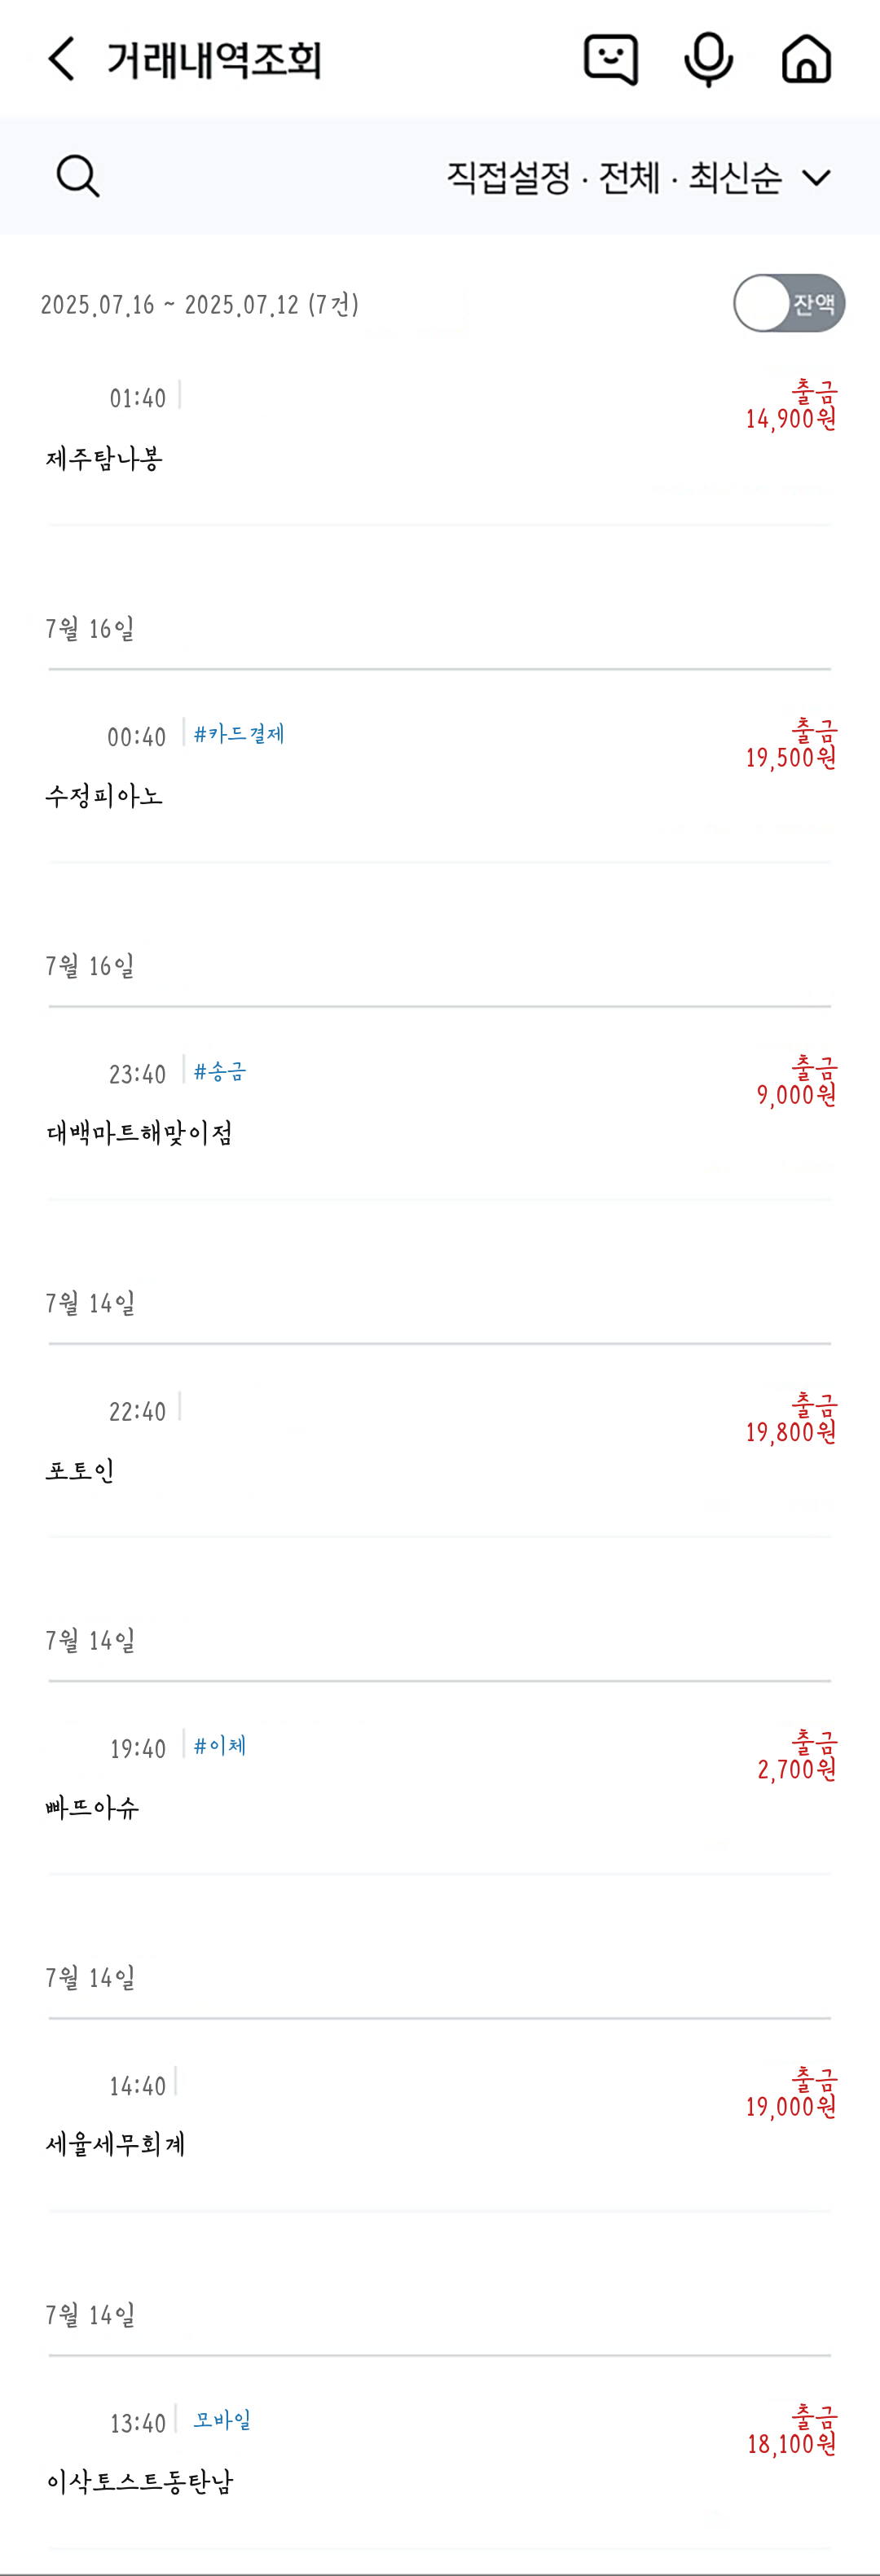 거래내역조회
직접설정 · 전체 · 최신순
2025.07.16 ~ 2025.07.12 (7건)
잔액
01:40
출금
14,900원
제주탐나봉
7월 16일
00:40 #카드결제
출금
19,500원
수정피아노
7월 16일
23:40 #송금
출금
9,000원
대백마트해맞이점
7월 14일
22:40
출금
19,800원
포토인
7월 14일
19:40 #이체
출금
2,700원
빠뜨아슈
7월 14일
14:40
출금
19,000원
세율세무회계
7월 14일
13:40 모바일
출금
18,100원
이삭토스트동탄남